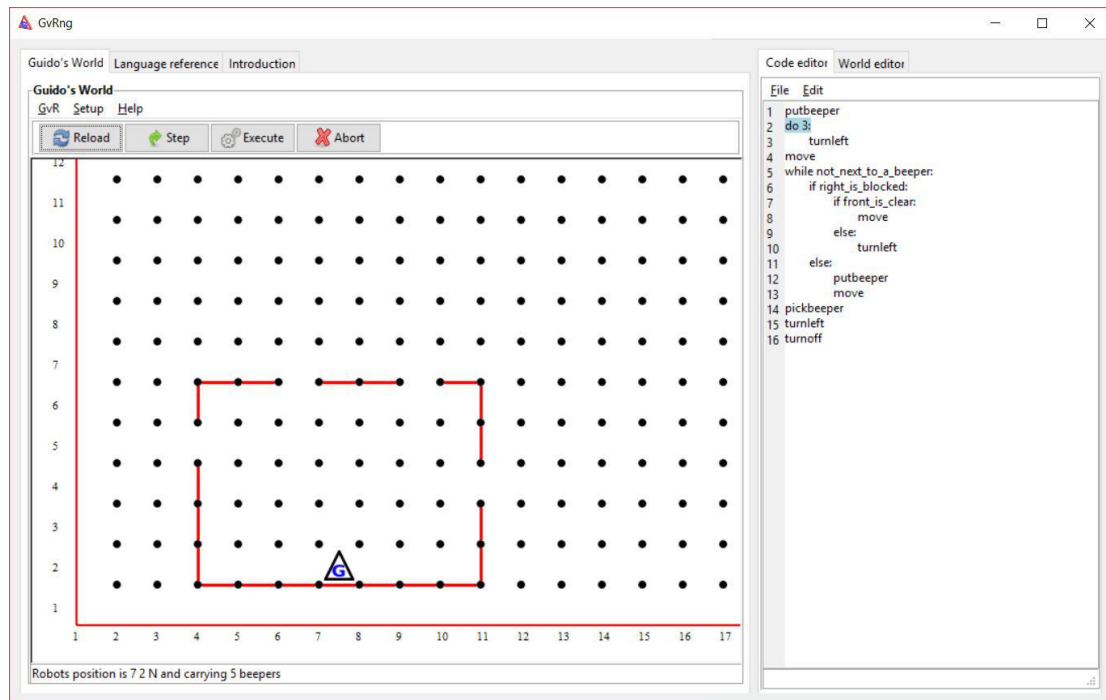 GvRng
Guido's World Language reference Introduction
Guido's World
GvR Setup Help
Reload Step Execute Abort
12
11
10
9
8
7
6
5
4
3
2
1
1 2 3 4 5 6 7 8 9 10 11 12 13 14 15 16 17
G
Robots position is 7 2 N and carrying 5 beepers
Code editor World editor
File Edit
1 putbeeper
2 do 3:
3 turnleft
4 move
5 while not_next_to_a_beeper:
6 if right_is_blocked:
7 if front_is_clear:
8 move
9 else:
10 turnleft
11 else:
12 putbeeper
13 move
14 pickbeeper
15 turnleft
16 turnoff